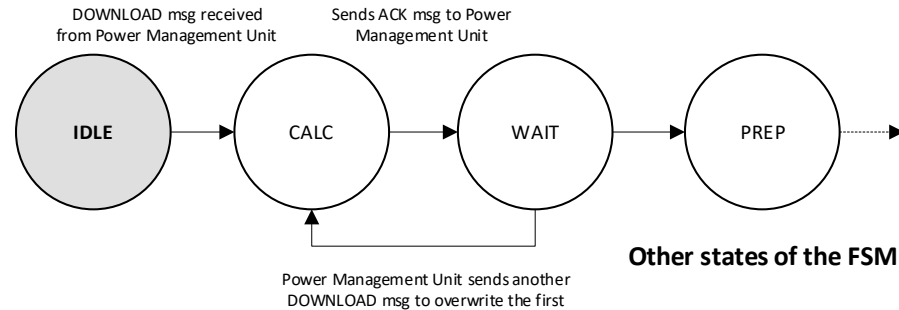 DOWNLOAD msg received
from Power Management Unit
Sends ACK msg to Power
Management Unit
IDLE
CALC
WAIT
PREP
Other states of the FSM
Power Management Unit sends another
DOWNLOAD msg to overwrite the first